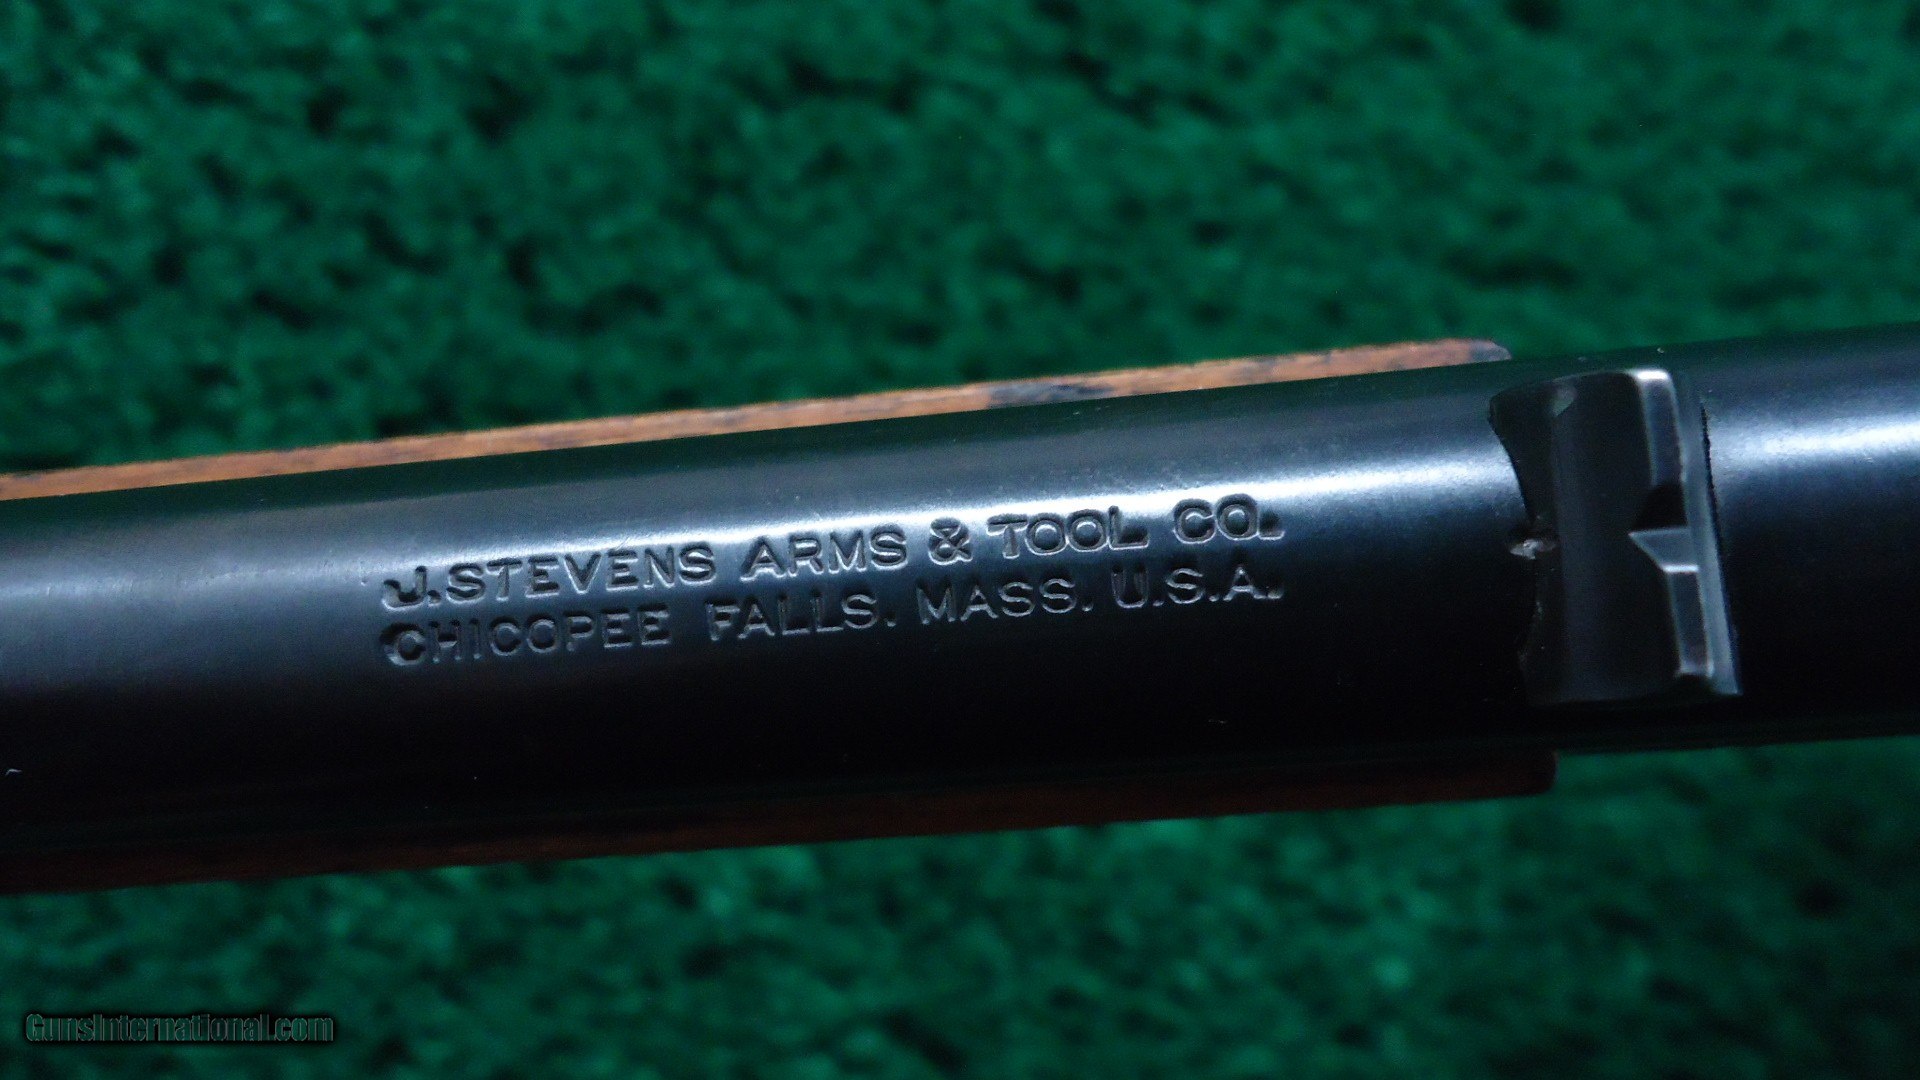 J. STEVENS ARMS & TOOL CO.
CHICOPEE FALLS, MASS. U.S.A.
GunsInternational.com